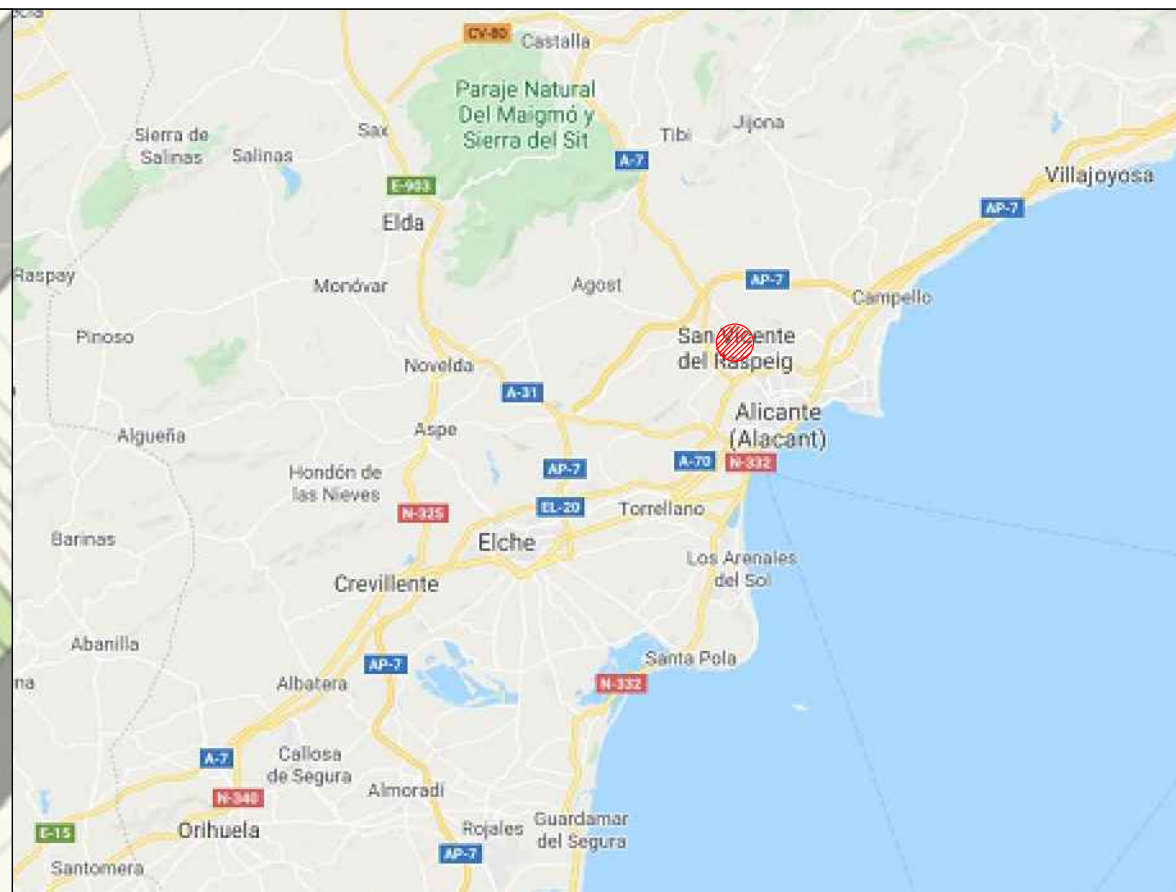 CV-80
Castalla
Paraje Natural
Del Maigmó y
Sierra del Sit
Sax
Tibi
Jijona
Sierra de
Salinas
Salinas
A-7
Villajoyosa
E-903
AP-7
Elda
Raspay
Monóvar
Agost
AP-7
Campello
Pinoso
San Vicente
del Raspeig
Novelda
A-31
Alicante
(Alacant)
Algueña
Aspe
Hondón de
las Nieves
AP-7
A-70
N-332
N-325
EL-20
Torrellano
Barinas
Elche
Los Arenales
del Sol
Crevillente
Abanilla
AP-7
Santa Pola
na
Albatera
N-332
A-7
Callosa
de Segura
Almoradí
N-340
E-15
Orihuela
Rojales
Guardamar
del Segura
AP-7
Santomera